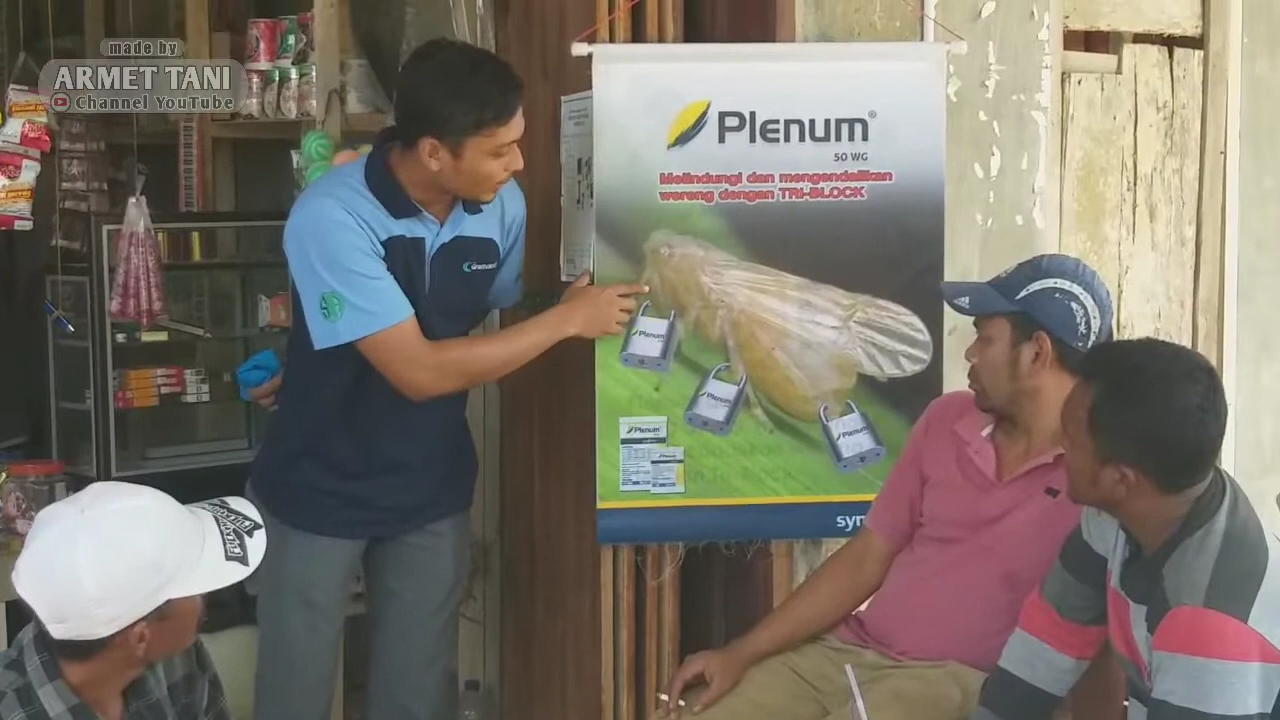 made by
ARMET TANI
Channel YouTube
Plenum®
50 WG
Melindungi dan mengendalikan
wereng dengan TRI-BLOCK
Plenum
Plenum
Plenum
Plenum
Plenum
syn